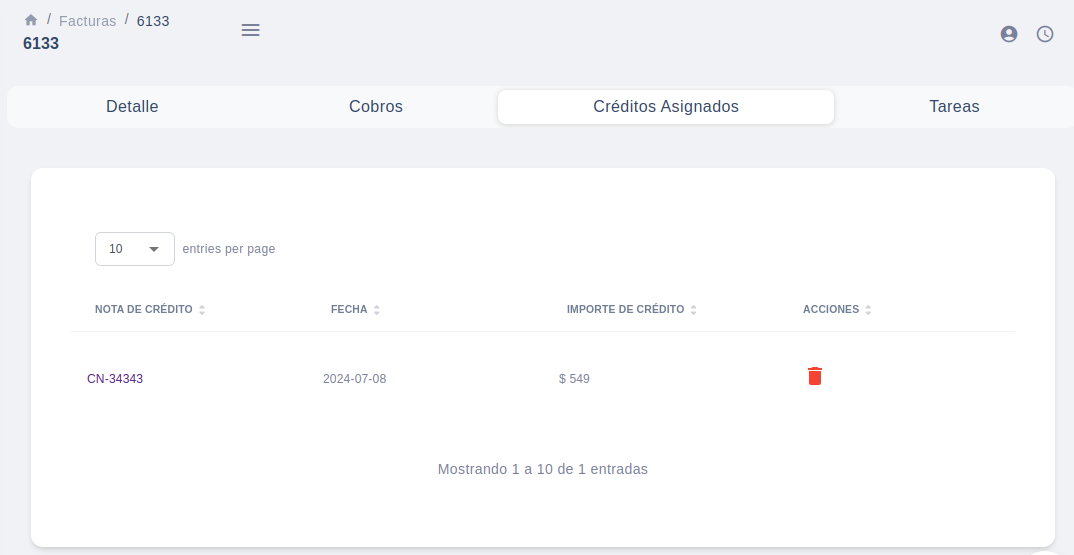 / Facturas / 6133
6133
Detalle Cobros Créditos Asignados Tareas
10 entries per page
NOTA DE CRÉDITO FECHA IMPORTE DE CRÉDITO ACCIONES
CN-34343 2024-07-08 $ 549
Mostrando 1 a 10 de 1 entradas